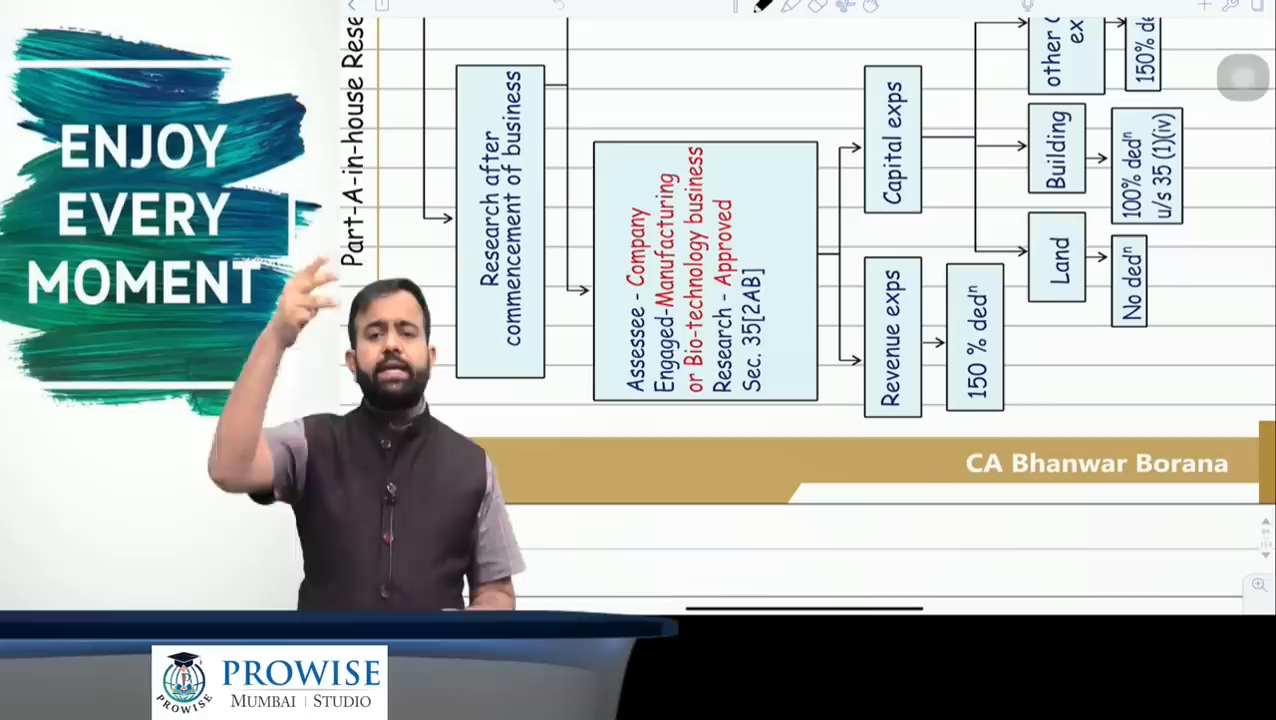 ENJOY
EVERY
MOMENT
Part-A-in-house Rese
Research after
commencement of business
Assessee - Company
Engaged-Manufacturing
or Bio-technology business
Research - Approved
Sec. 35[2AB]
Capital exps
Revenue exps
150 % dedⁿ
other
ex
150% de
Building
100% dedⁿ
u/s 35 (1)(iv)
Land
No dedⁿ
CA Bhanwar Borana
PROWISE
PROWISE
MUMBAI | STUDIO